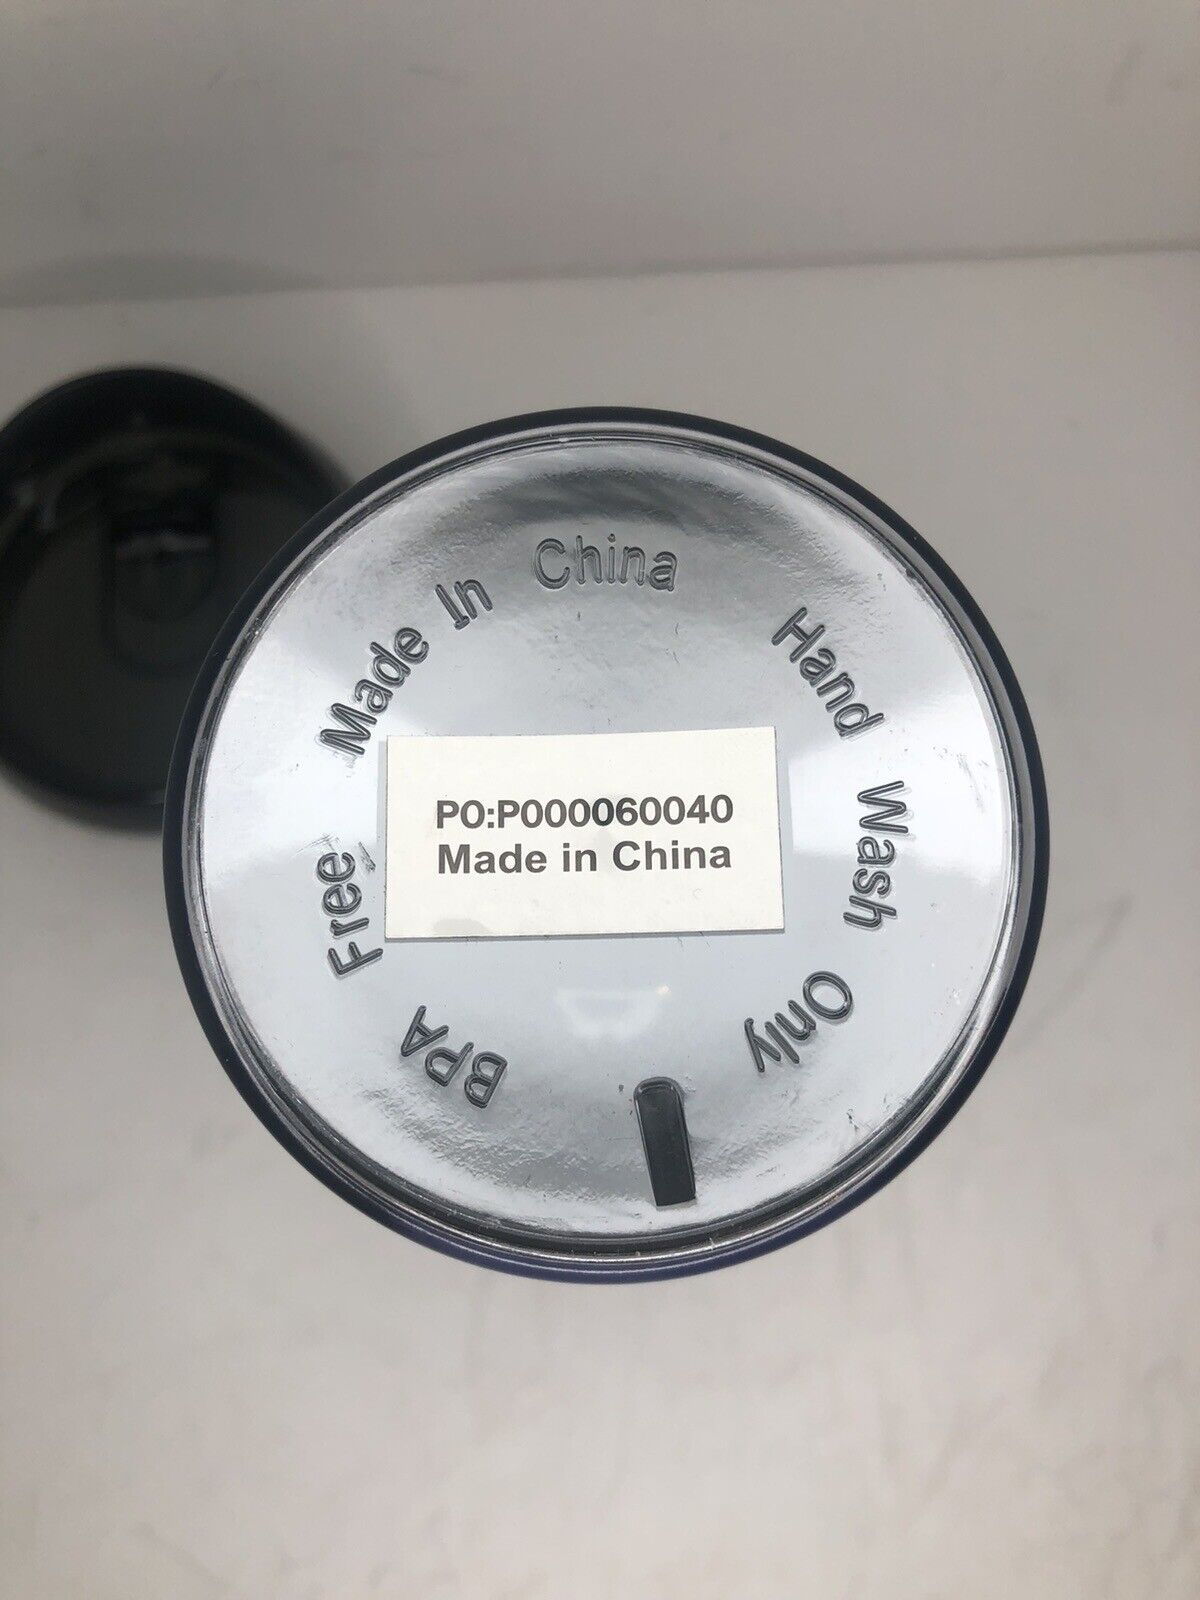 BPA Free Made In China Hand Wash Only
PO:P000060040
Made in China